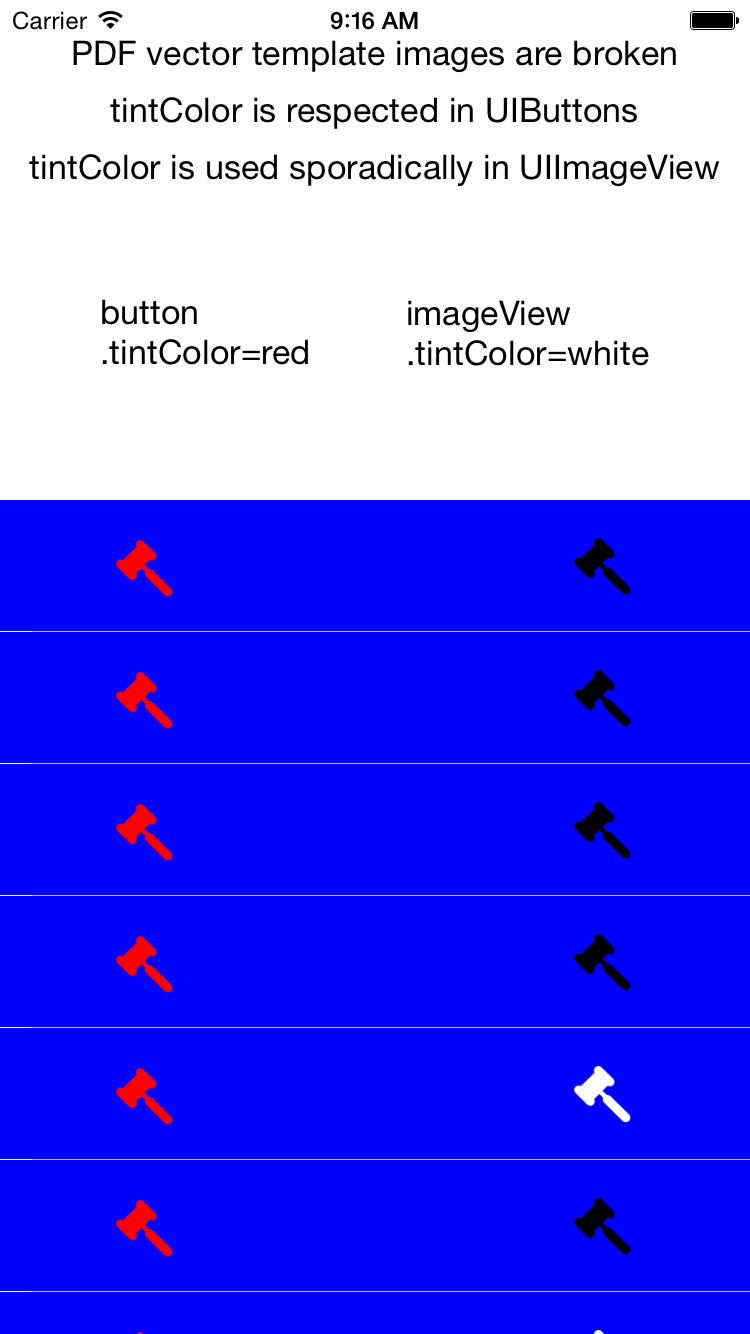 Carrier 9:16 AM
PDF vector template images are broken
tintColor is respected in UIButtons
tintColor is used sporadically in UIImageView
button
.tintColor=red
imageView
.tintColor=white